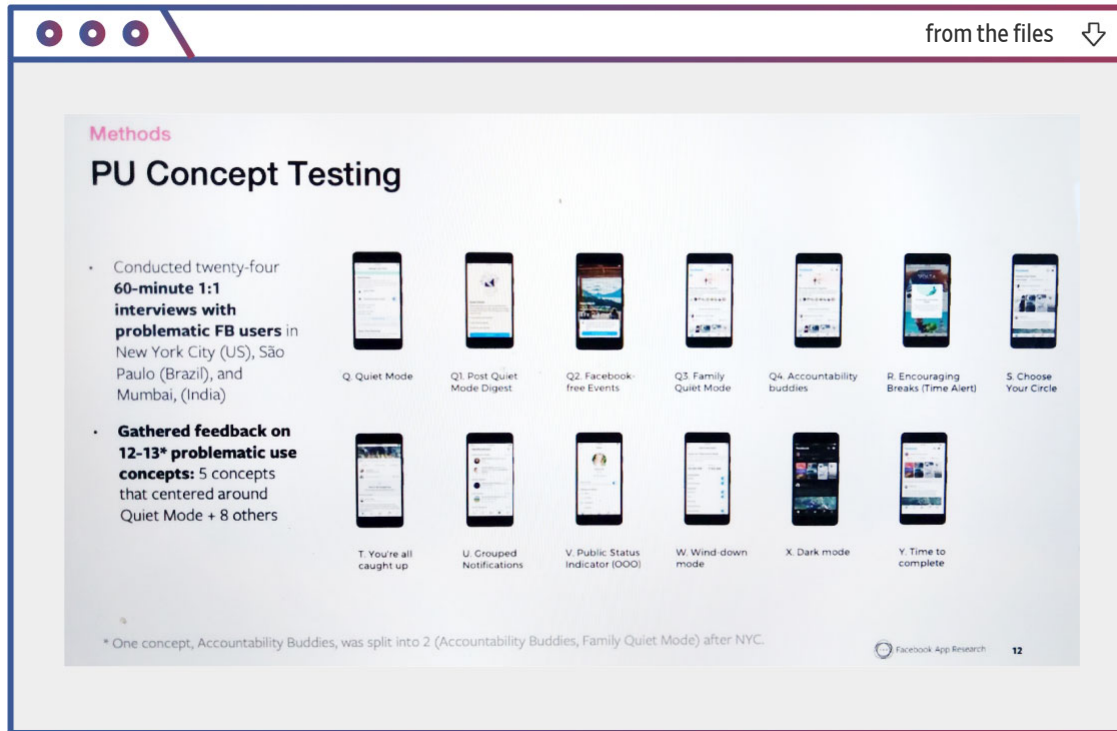 from the files
Methods
PU Concept Testing
• Conducted twenty-four
60-minute 1:1
interviews with
problematic FB users in
New York City (US), São
Paulo (Brazil), and
Mumbai, (India)
• Gathered feedback on
12-13* problematic use
concepts: 5 concepts
that centered around
Quiet Mode + 8 others
Q. Quiet Mode
Q1. Post Quiet
Mode Digest
Q2. Facebook-
free Events
Q3. Family
Quiet Mode
Q4. Accountability
buddies
R. Encouraging
Breaks (Time Alert)
S. Choose
Your Circle
T. You're all
caught up
U. Grouped
Notifications
V. Public Status
Indicator (OOO)
W. Wind-down
mode
X. Dark mode
Y. Time to
complete
* One concept, Accountability Buddies, was split into 2 (Accountability Buddies, Family Quiet Mode) after NYC.
Facebook App Research
12